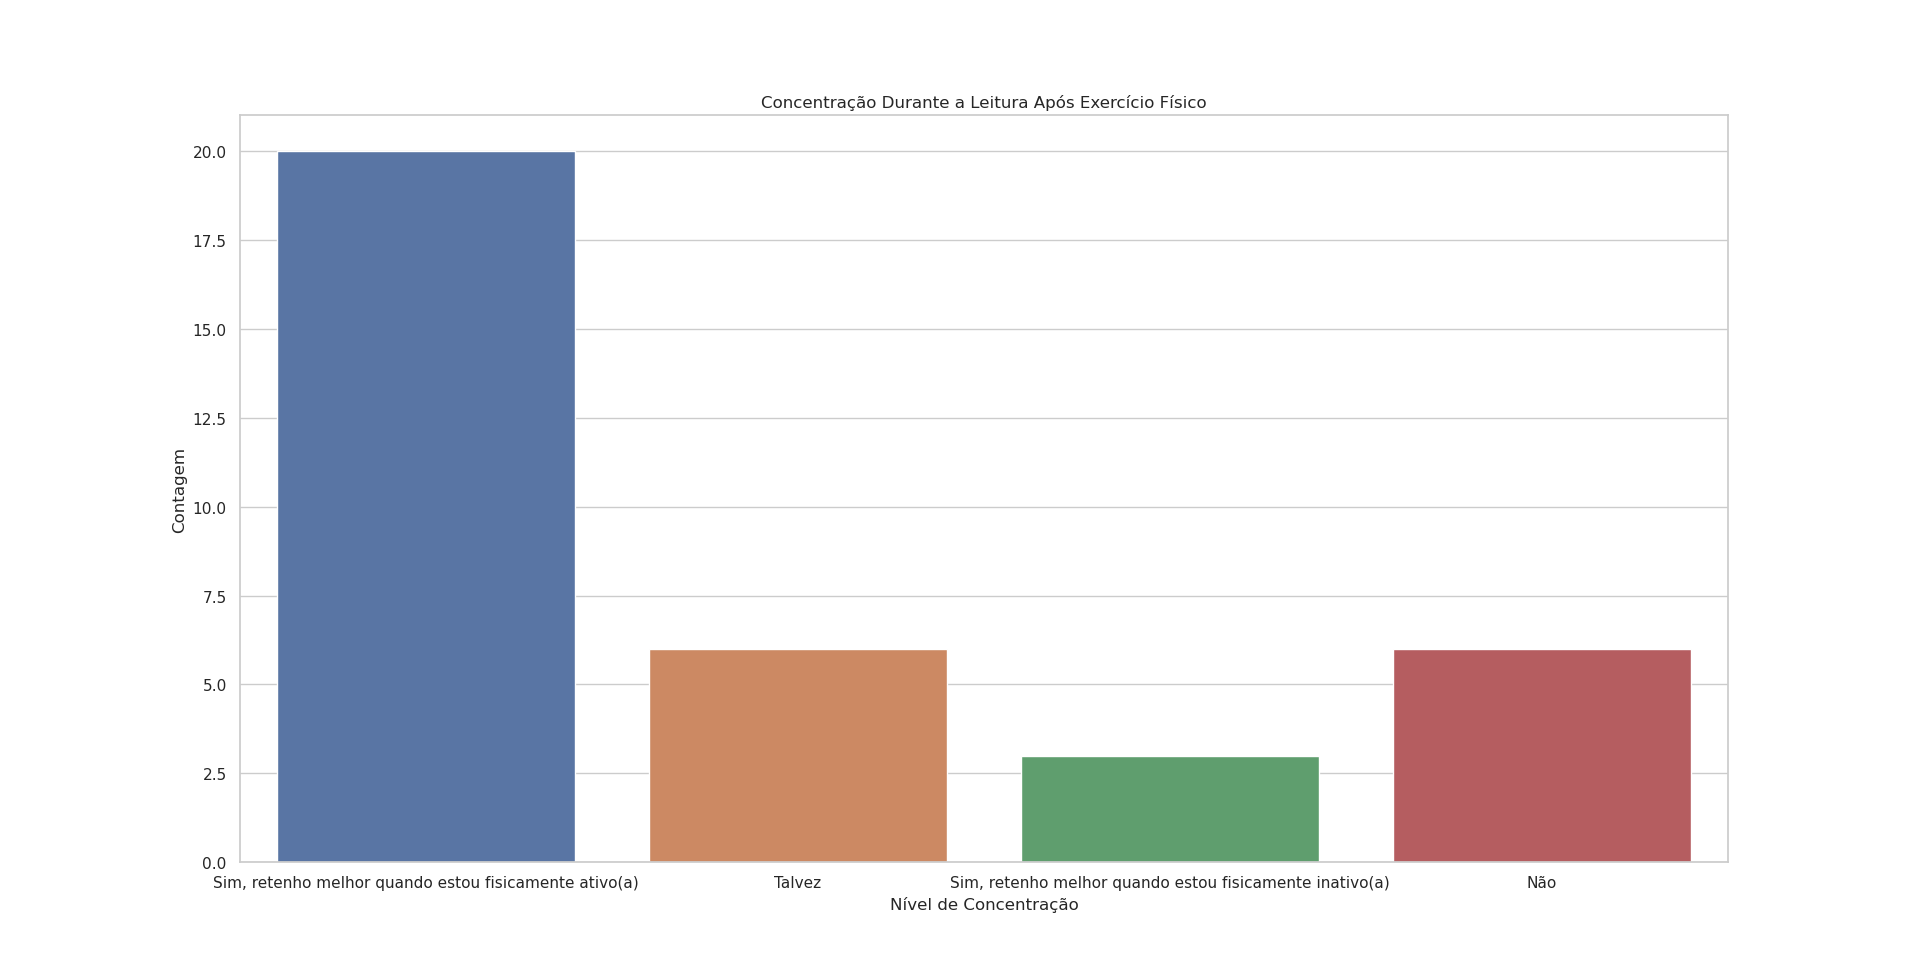 Concentração Durante a Leitura Após Exercício Físico
20.0
17.5
15.0
12.5
10.0
7.5
5.0
2.5
0.0
Contagem
Sim, retenho melhor quando estou fisicamente ativo(a)
Talvez
Sim, retenho melhor quando estou fisicamente inativo(a)
Não
Nível de Concentração